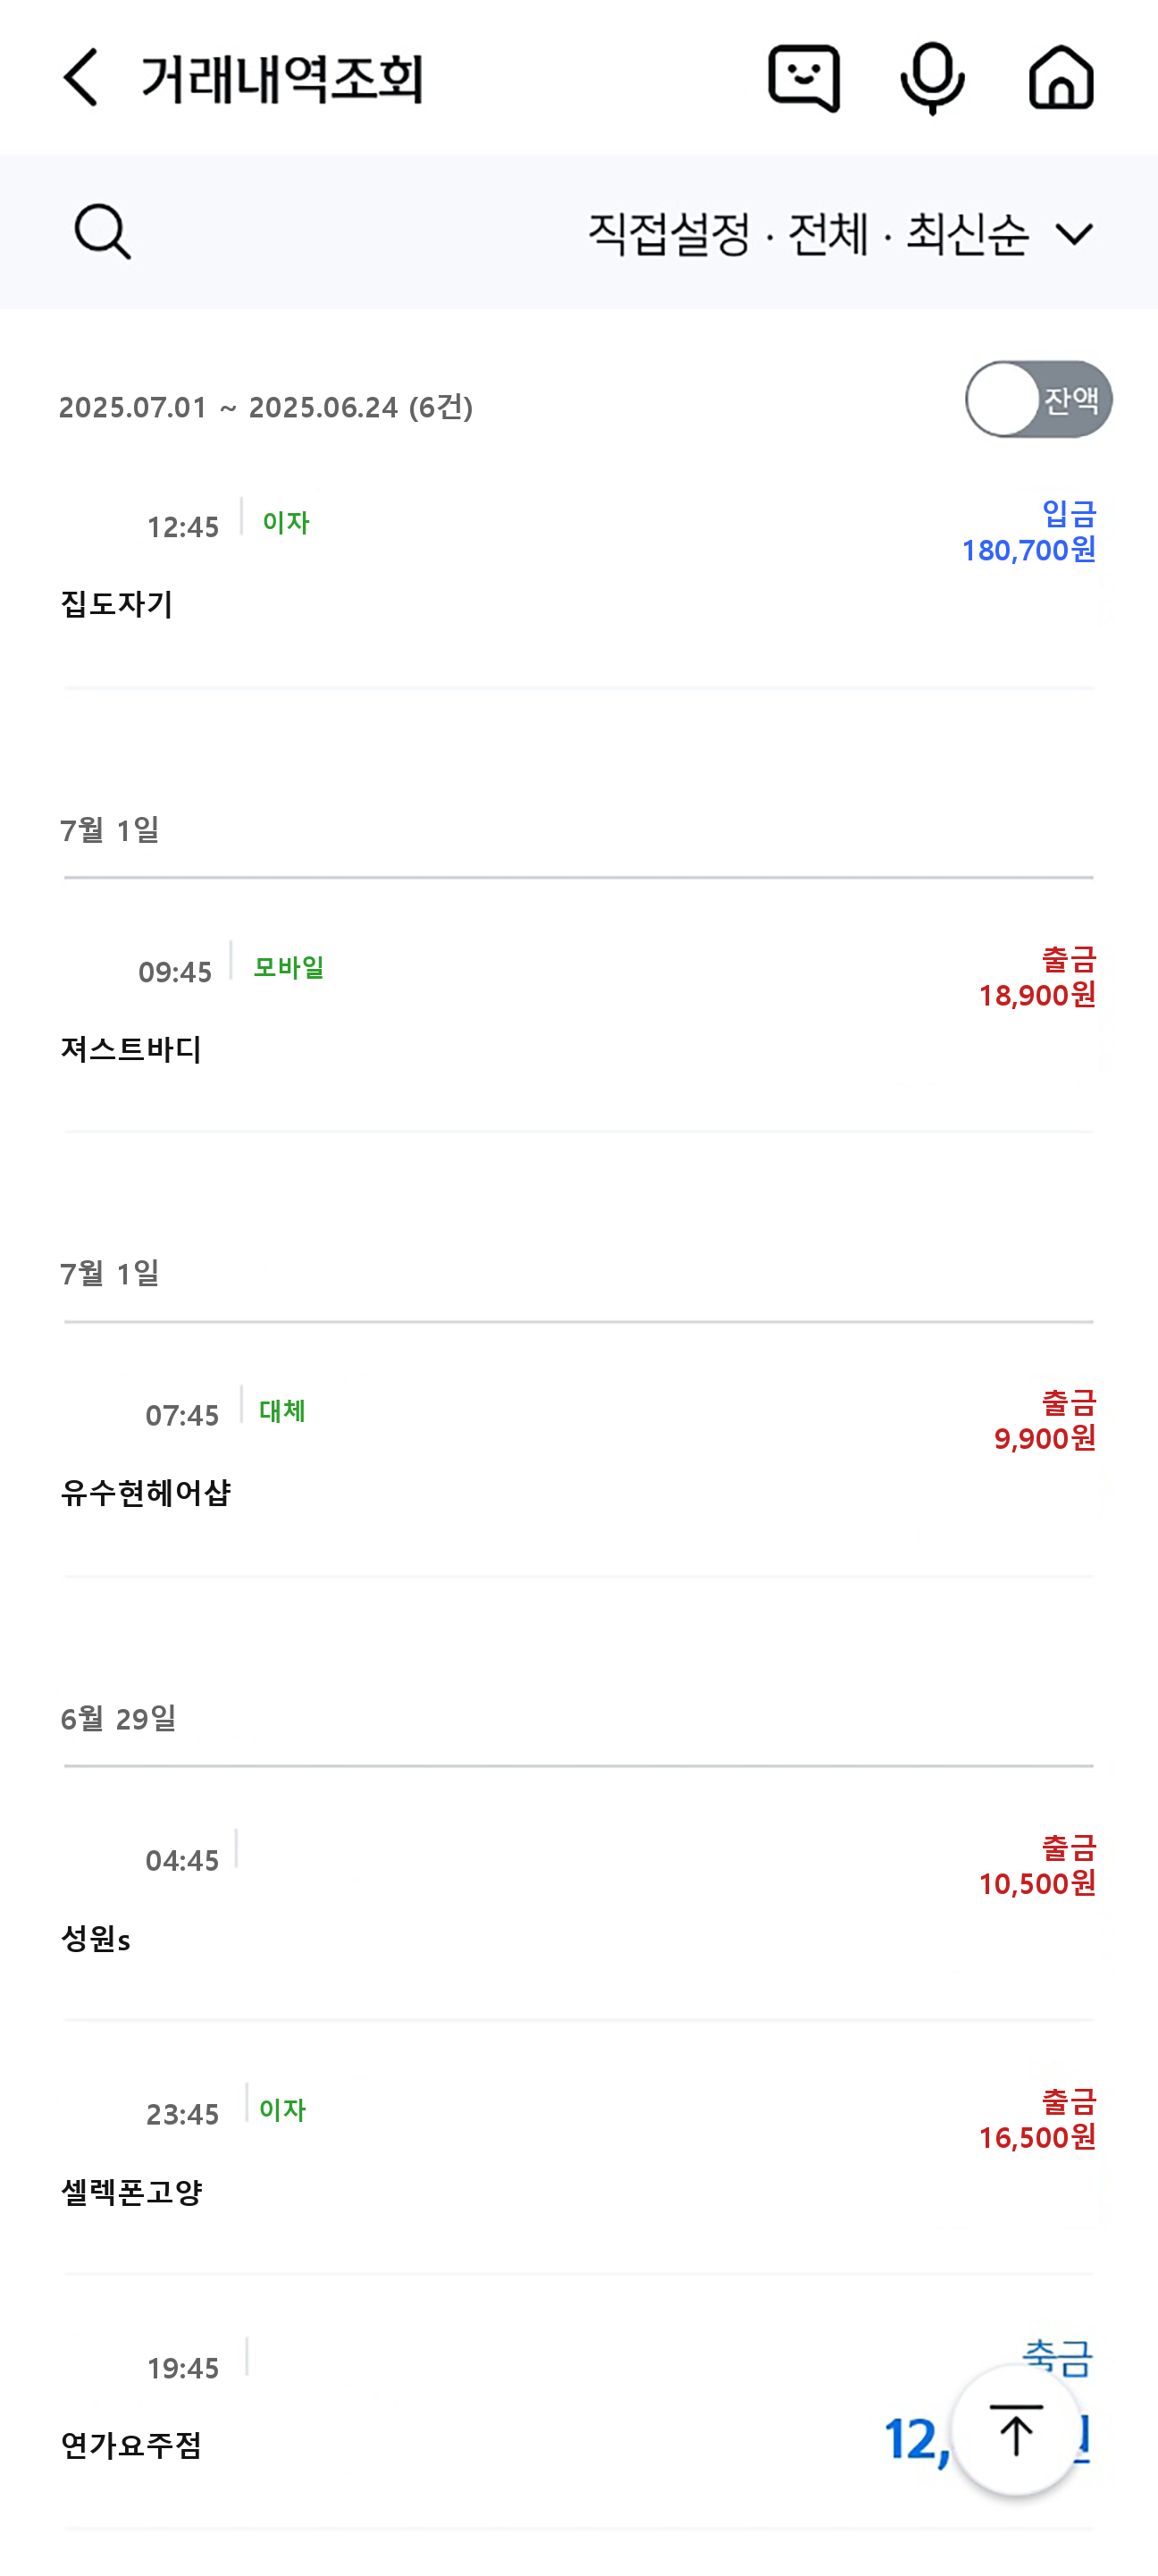 거래내역조회
직접설정 · 전체 · 최신순
2025.07.01 ~ 2025.06.24 (6건)
잔액
12:45 이자
입금
180,700원
집도자기
7월 1일
09:45 모바일
출금
18,900원
져스트바디
7월 1일
07:45 대체
출금
9,900원
유수현헤어샵
6월 29일
04:45
출금
10,500원
성원s
23:45 이자
출금
16,500원
셀렉폰고양
19:45
출금
12,
연가요주점